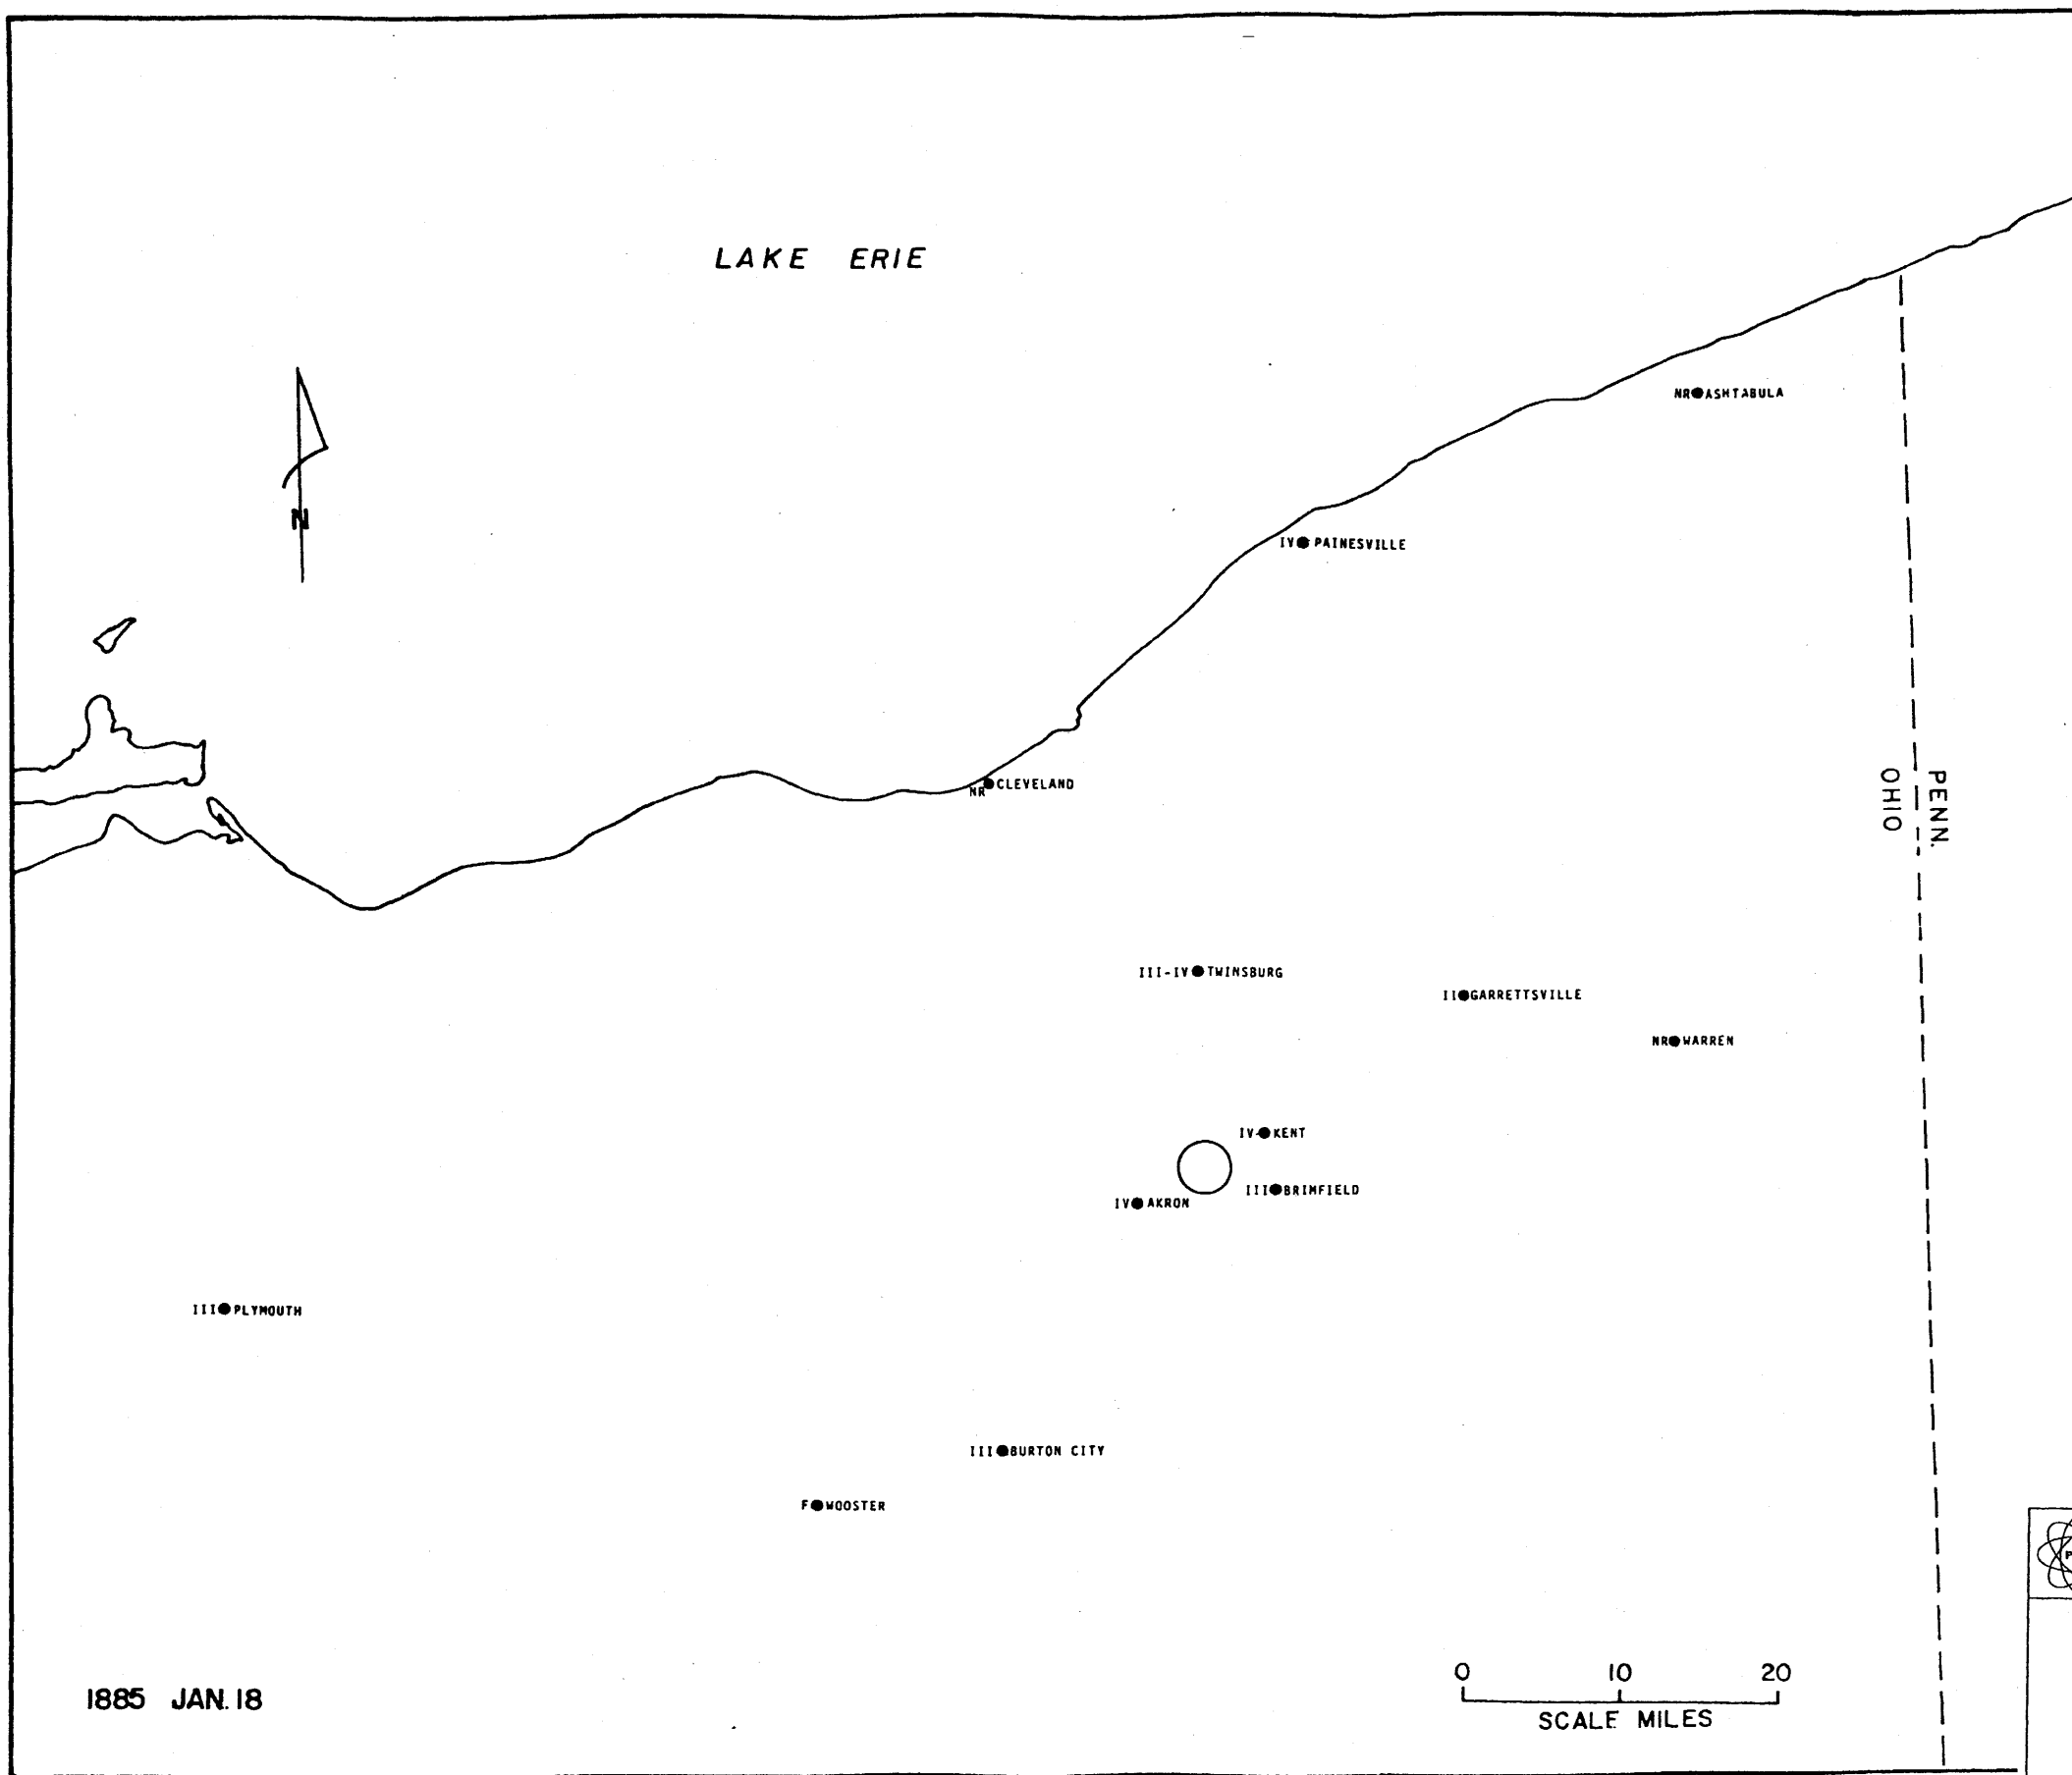 LAKE ERIE
NR ASHTABULA
N
IV PAINESVILLE
NR CLEVELAND
PENN.
OHIO
III-IV TWINSBURG
II GARRETTSVILLE
NR WARREN
IV KENT
III BRIMFIELD
IV AKRON
III PLYMOUTH
III BURTON CITY
F WOOSTER
P
0 10 20
SCALE MILES
1885 JAN. 18